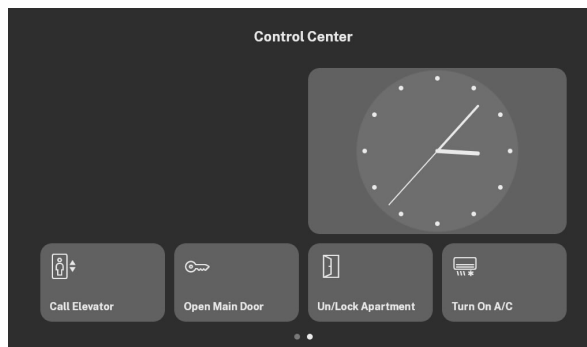 Control Center
Call Elevator
Open Main Door
Un/Lock Apartment
Turn On A/C